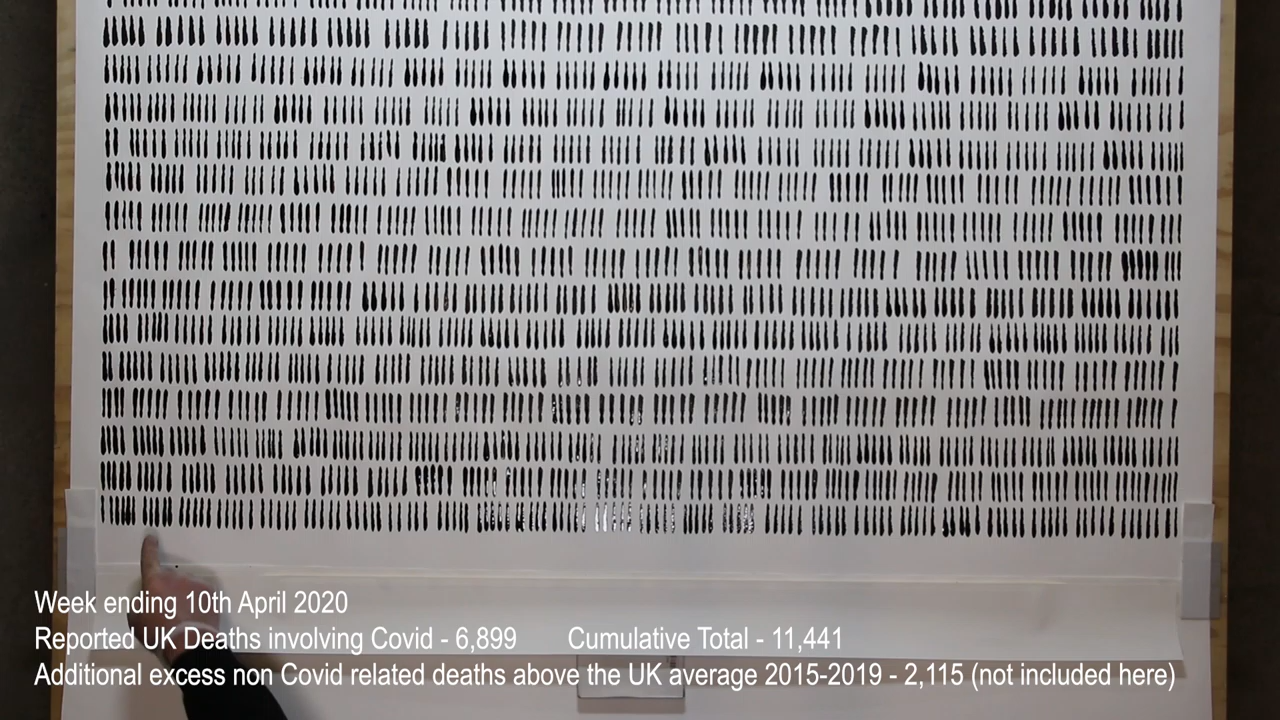 Week ending 10th April 2020
Reported UK Deaths involving Covid - 6,899 Cumulative Total - 11,441
Additional excess non Covid related deaths above the UK average 2015-2019 - 2,115 (not included here)